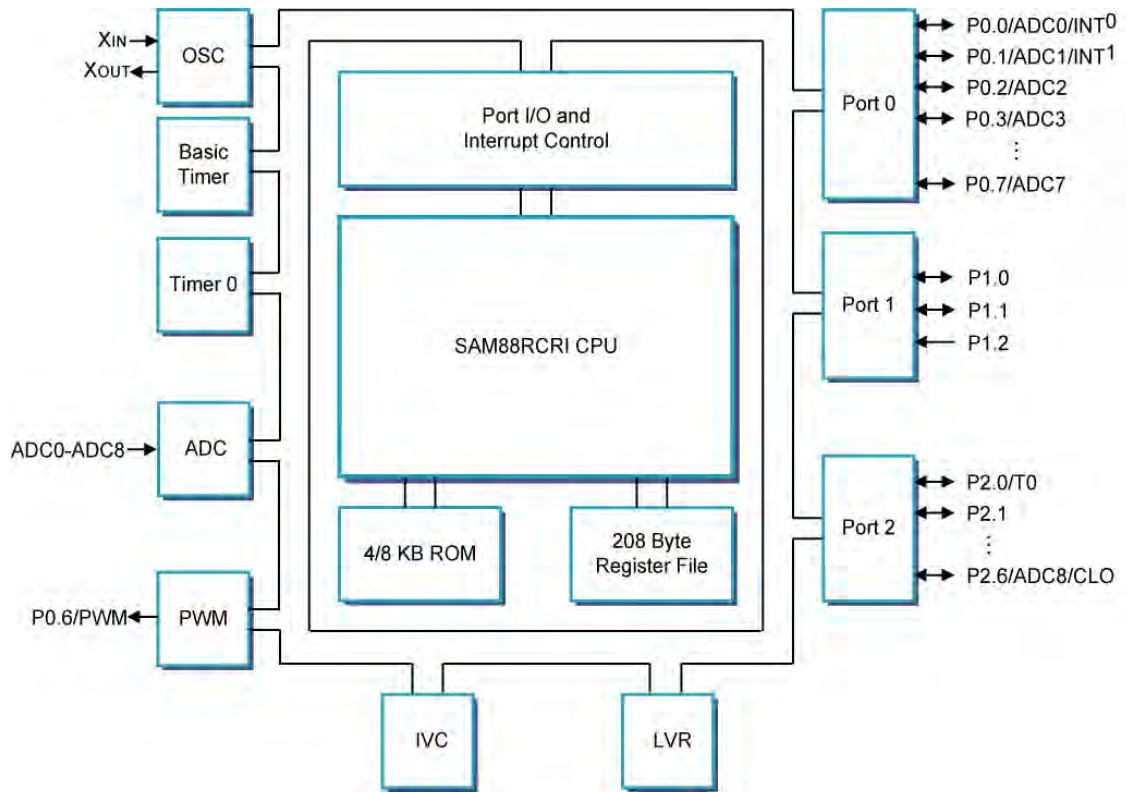 XIN
XOUT
OSC
Basic
Timer
Timer 0
ADC0-ADC8
ADC
P0.6/PWM
PWM
Port I/O and
Interrupt Control
SAM88RCRI CPU
4/8 KB ROM
208 Byte
Register File
IVC
LVR
Port 0
P0.0/ADC0/INT0
P0.1/ADC1/INT1
P0.2/ADC2
P0.3/ADC3
⋮
P0.7/ADC7
Port 1
P1.0
P1.1
P1.2
Port 2
P2.0/T0
P2.1
⋮
P2.6/ADC8/CLO